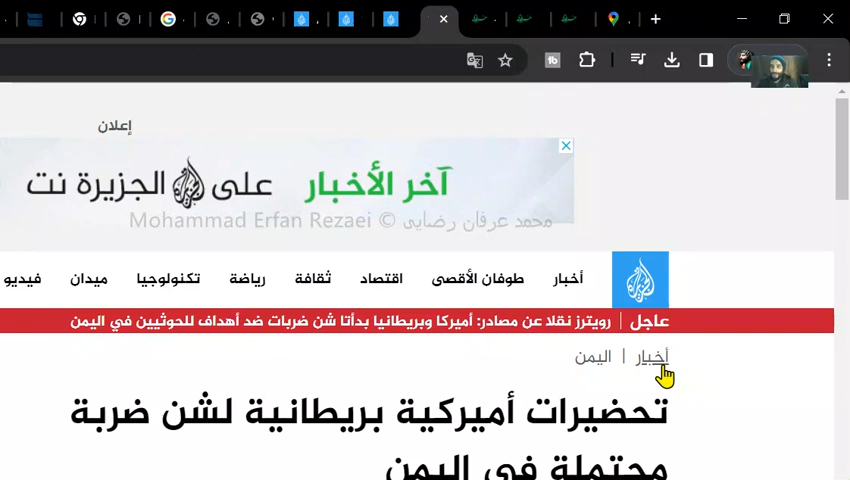 إعلان
آخر الأخبار على الجزيرة نت
Mohammad Erfan Rezaei © محمد عرفان رضایی
أخبار طوفان الأقصى اقتصاد ثقافة رياضة تكنولوجيا ميدان فيديو
عاجل | رويترز نقلا عن مصادر: أميركا وبريطانيا بدأتا شن ضربات ضد أهداف للحوثيين في اليمن
أخبار | اليمن
تحضيرات أميركية بريطانية لشن ضربة
محتملة في اليمن